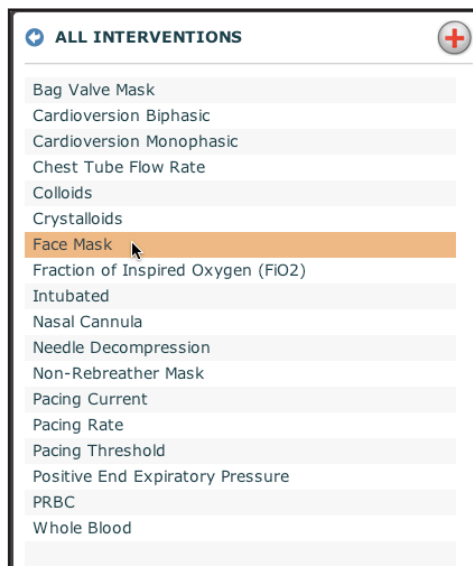 ALL INTERVENTIONS
Bag Valve Mask
Cardioversion Biphasic
Cardioversion Monophasic
Chest Tube Flow Rate
Colloids
Crystalloids
Face Mask
Fraction of Inspired Oxygen (FiO2)
Intubated
Nasal Cannula
Needle Decompression
Non-Rebreather Mask
Pacing Current
Pacing Rate
Pacing Threshold
Positive End Expiratory Pressure
PRBC
Whole Blood